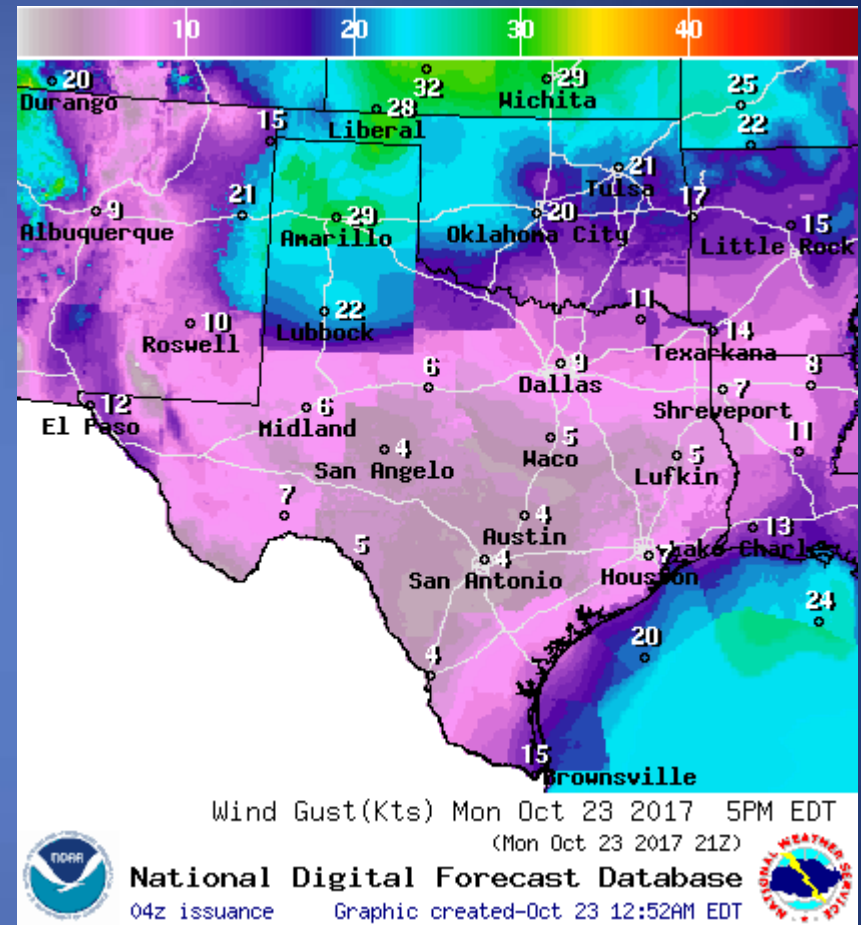 10 20 30 40
20 32 29 25
Durango Wichita
28
Liberal
15 22
21
Tulsa
9 21 29 20 17 15
Albuquerque Amarillo Oklahoma City Little Rock
10 22 11 14
Roswell Lubbock Texarkana
9
Dallas
6 7 8
Shreveport
12 6
El Paso Midland
4 5 5 11
San Angelo Waco Lufkin
7 4 13
Austin
5 4 7 Lake Charles
San Antonio Houston
24
20
4
15
Brownsville
Wind Gust(Kts) Mon Oct 23 2017 5PM EDT
(Mon Oct 23 2017 21Z)
National Digital Forecast Database
04z issuance Graphic created-Oct 23 12:52AM EDT
NOAA
NATIONAL WEATHER SERVICE